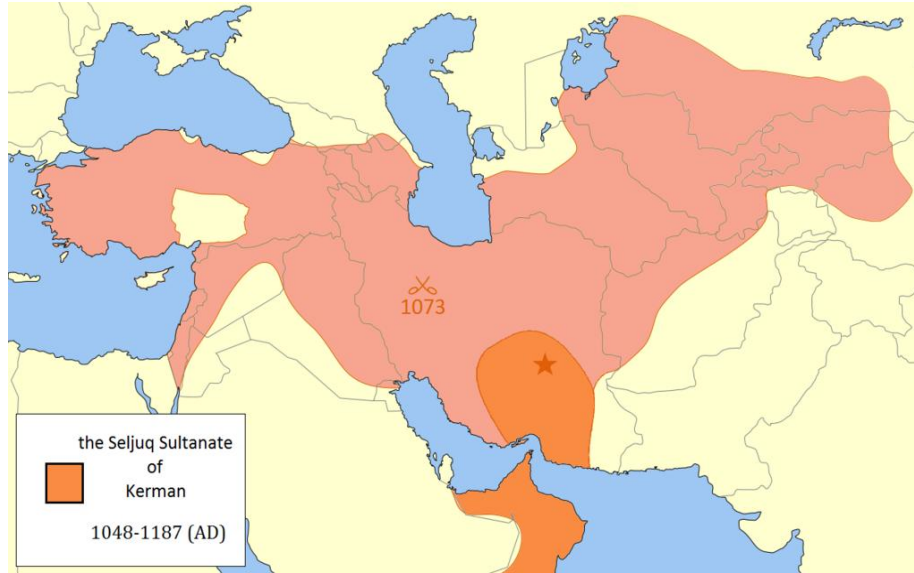 1073
the Seljuq Sultanate
of
Kerman
1048-1187 (AD)